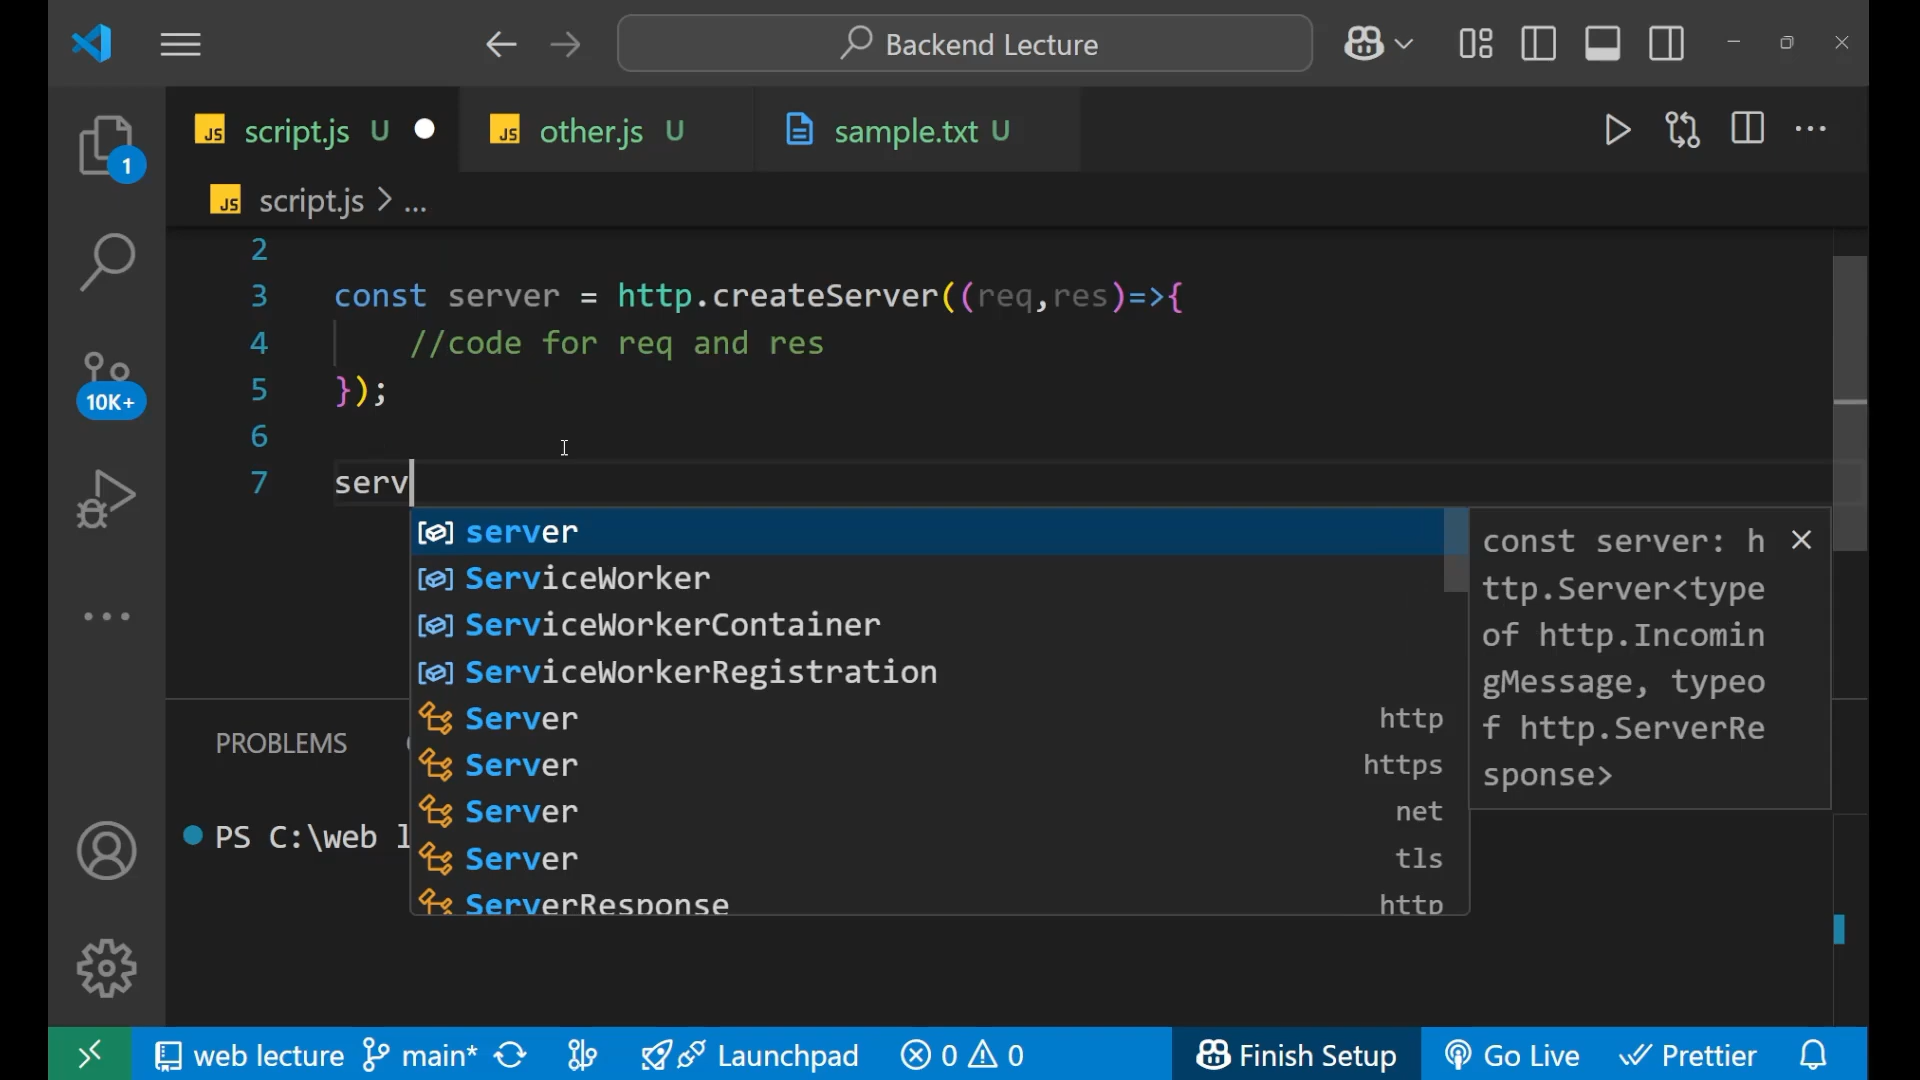 Backend Lecture
script.js U
other.js U
sample.txt U
1
script.js > ...
2
3 const server = http.createServer((req,res)=>{
4 //code for req and res
5 });
6
7 serv
10K+
server
ServiceWorker
ServiceWorkerContainer
ServiceWorkerRegistration
Server http
Server https
Server net
Server tls
ServerResponse http
const server: h
ttp.Server<type
of http.Incomin
gMessage, typeo
f http.ServerRe
sponse>
PROBLEMS
PS C:\web l
web lecture main* Launchpad 0 0 Finish Setup Go Live Prettier